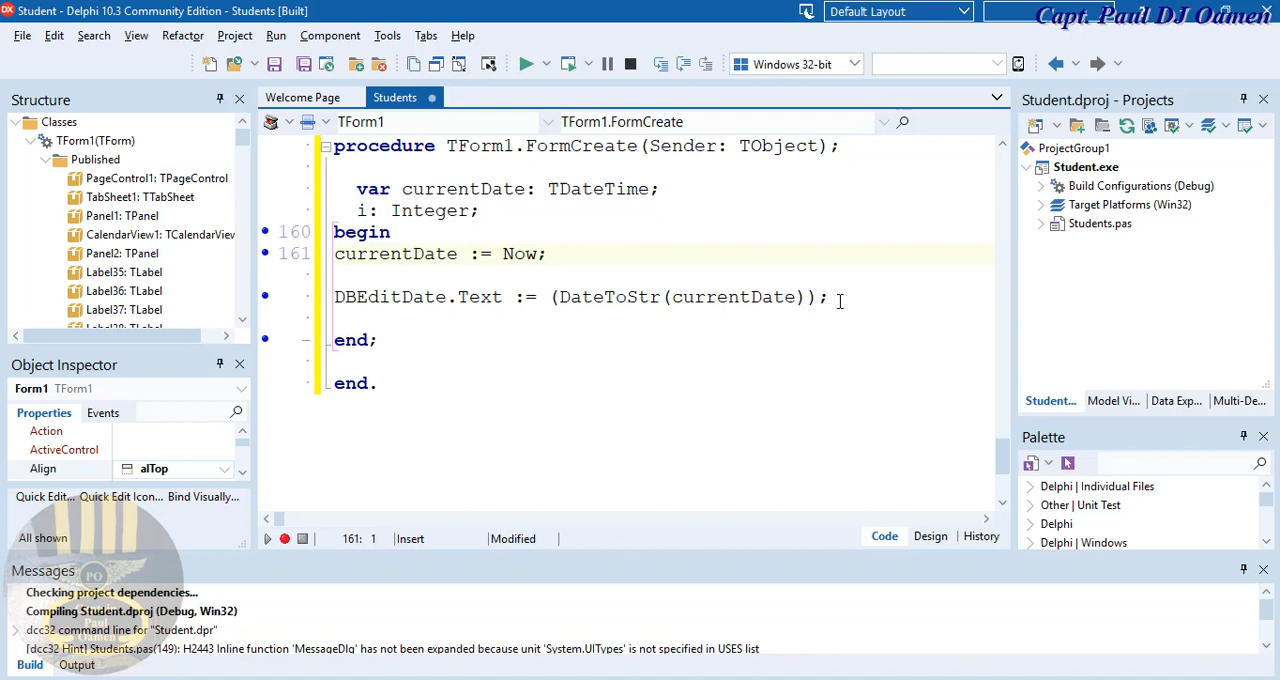 Student - Delphi 10.3 Community Edition - Students [Built]
Default Layout
Capt. Paul DJ Oamen
File Edit Search View Refactor Project Run Component Tools Tabs Help
Windows 32-bit
Structure
Classes
TForm1(TForm)
Published
PageControl1: TPageControl
TabSheet1: TTabSheet
Panel1: TPanel
CalendarView1: TCalendarView
Panel2: TPanel
Label35: TLabel
Label36: TLabel
Label37: TLabel
Object Inspector
Form1 TForm1
Properties Events
Action
ActiveControl
Align alTop
Quick Edit... Quick Edit Icon... Bind Visually...
All shown
Welcome Page Students
TForm1 TForm1.FormCreate
procedure TForm1.FormCreate(Sender: TObject);
var currentDate: TDateTime;
i: Integer;
160 begin
161 currentDate := Now;
DBEditDate.Text := (DateToStr(currentDate));
end;
end.
161: 1 Insert Modified Code Design History
Student.dproj - Projects
ProjectGroup1
Student.exe
Build Configurations (Debug)
Target Platforms (Win32)
Students.pas
Student... Model Vi... Data Exp... Multi-De...
Palette
Delphi | Individual Files
Other | Unit Test
Delphi
Delphi | Windows
Messages
Checking project dependencies...
Compiling Student.dproj (Debug, Win32)
dcc32 command line for "Student.dpr"
[dcc32 Hint] Students.pas(149): H2443 Inline function 'MessageDlg' has not been expanded because unit 'System.UITypes' is not specified in USES list
Build Output
PO
Capt.
Paul
Oamen